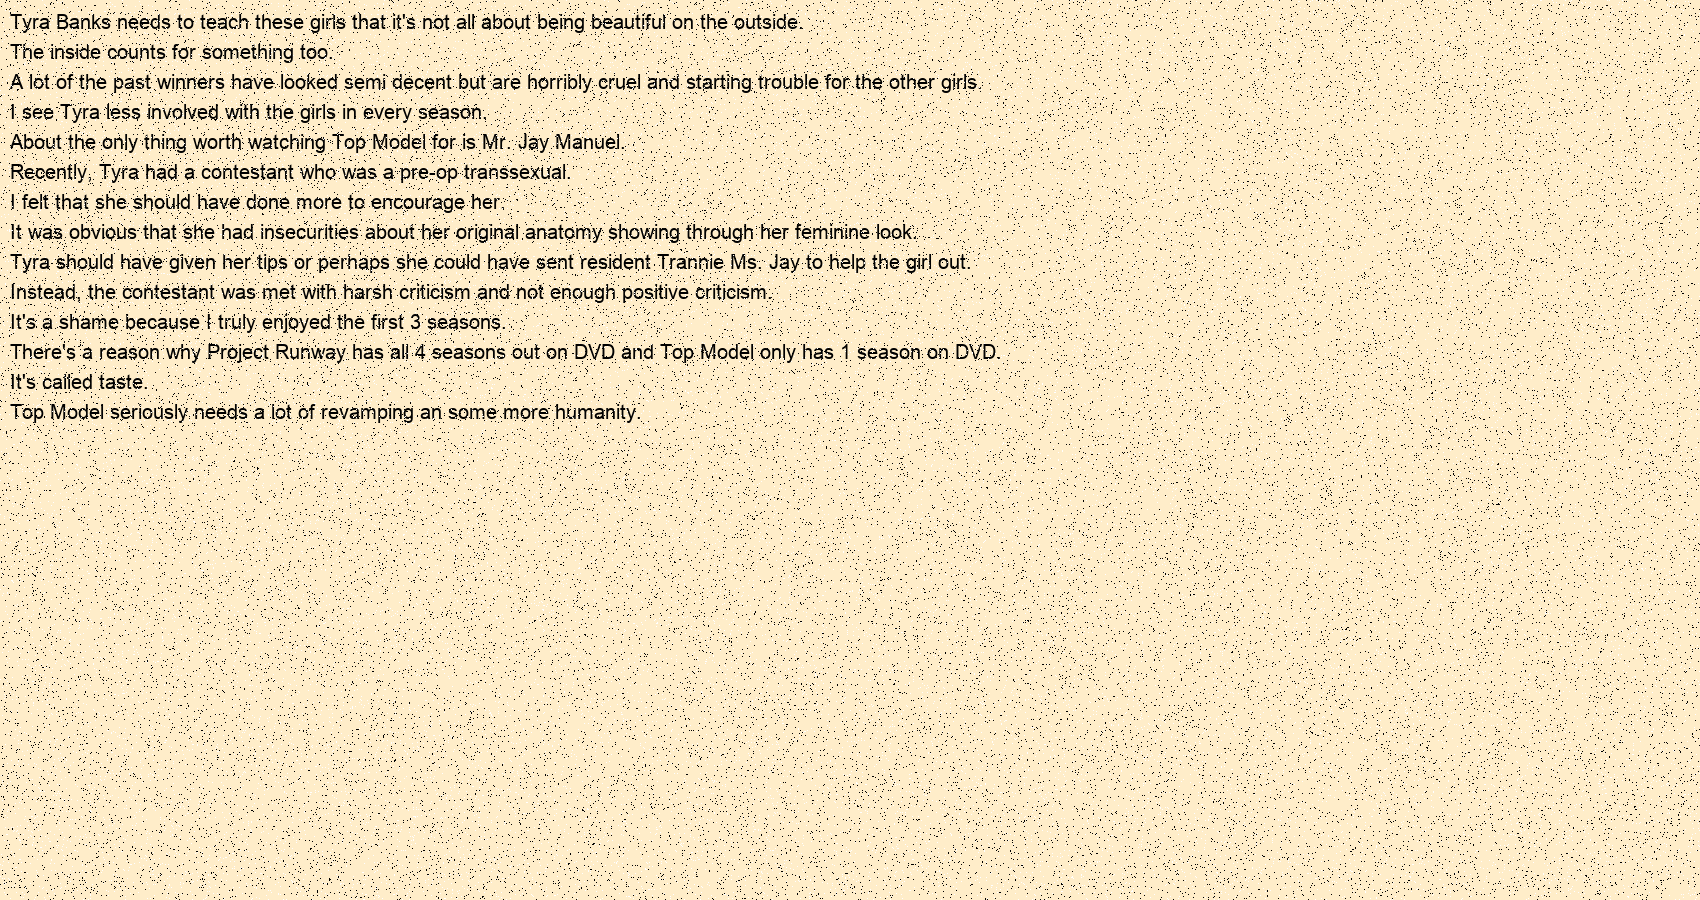 Tyra Banks needs to teach these girls that it's not all about being beautiful on the outside.
The inside counts for something too.
A lot of the past winners have looked semi decent but are horribly cruel and starting trouble for the other girls.
I see Tyra less involved with the girls in every season.
About the only thing worth watching Top Model for is Mr. Jay Manuel.
Recently, Tyra had a contestant who was a pre-op transsexual.
I felt that she should have done more to encourage her.
It was obvious that she had insecurities about her original anatomy showing through her feminine look.
Tyra should have given her tips or perhaps she could have sent resident Trannie Ms. Jay to help the girl out.
Instead, the contestant was met with harsh criticism and not enough positive criticism.
It's a shame because I truly enjoyed the first 3 seasons.
There's a reason why Project Runway has all 4 seasons out on DVD and Top Model only has 1 season on DVD.
It's called taste.
Top Model seriously needs a lot of revamping an some more humanity.